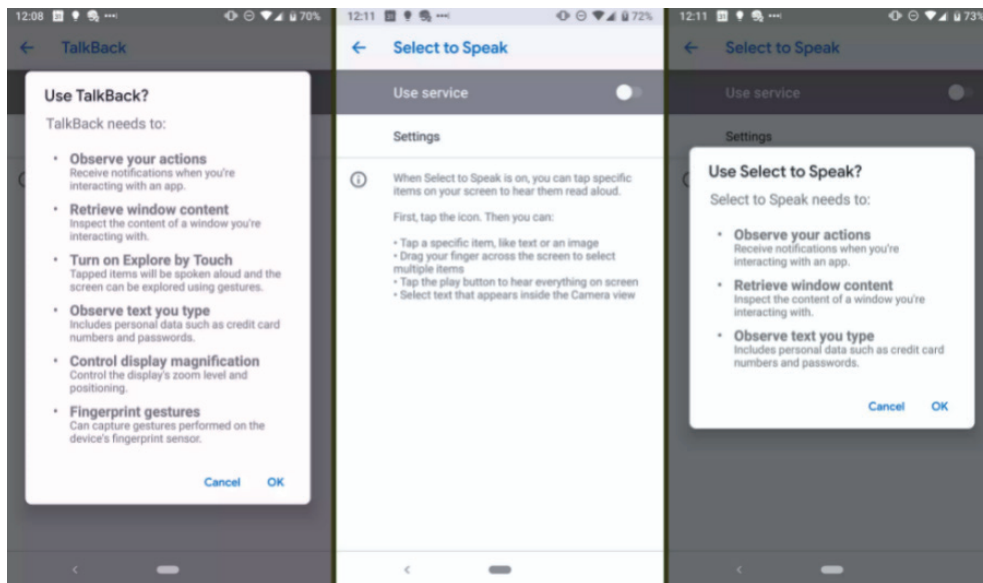 12:08 70%
TalkBack
Use TalkBack?
TalkBack needs to:
• Observe your actions
Receive notifications when you're
interacting with an app.
• Retrieve window content
Inspect the content of a window you're
interacting with.
• Turn on Explore by Touch
Tapped items will be spoken aloud and the
screen can be explored using gestures.
• Observe text you type
Includes personal data such as credit card
numbers and passwords.
• Control display magnification
Control the display's zoom level and
positioning.
• Fingerprint gestures
Can capture gestures performed on the
device's fingerprint sensor.
Cancel OK
12:11 72%
Select to Speak
Use service
Settings
When Select to Speak is on, you can tap specific
items on your screen to hear them read aloud.
First, tap the icon. Then you can:
• Tap a specific item, like text or an image
• Drag your finger across the screen to select
multiple items
• Tap the play button to hear everything on screen
• Select text that appears inside the Camera view
12:11 73%
Select to Speak
Use service
Settings
Use Select to Speak?
Select to Speak needs to:
• Observe your actions
Receive notifications when you're
interacting with an app.
• Retrieve window content
Inspect the content of a window you're
interacting with.
• Observe text you type
Includes personal data such as credit card
numbers and passwords.
Cancel OK